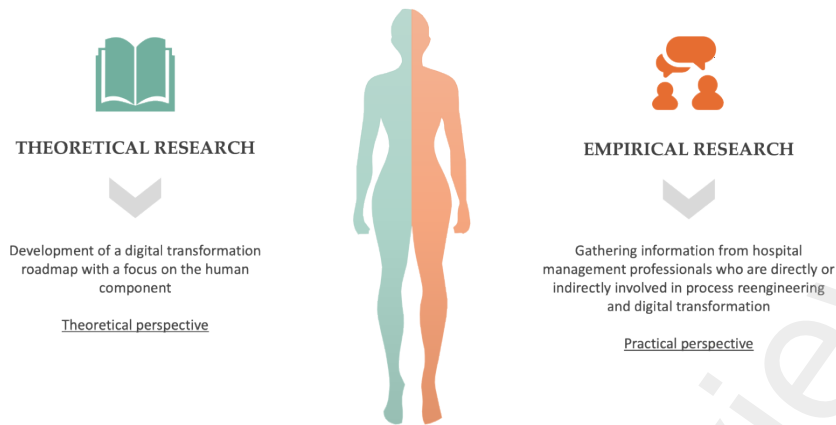 THEORETICAL RESEARCH
Development of a digital transformation
roadmap with a focus on the human
component
Theoretical perspective
EMPIRICAL RESEARCH
Gathering information from hospital
management professionals who are directly or
indirectly involved in process reengineering
and digital transformation
Practical perspective